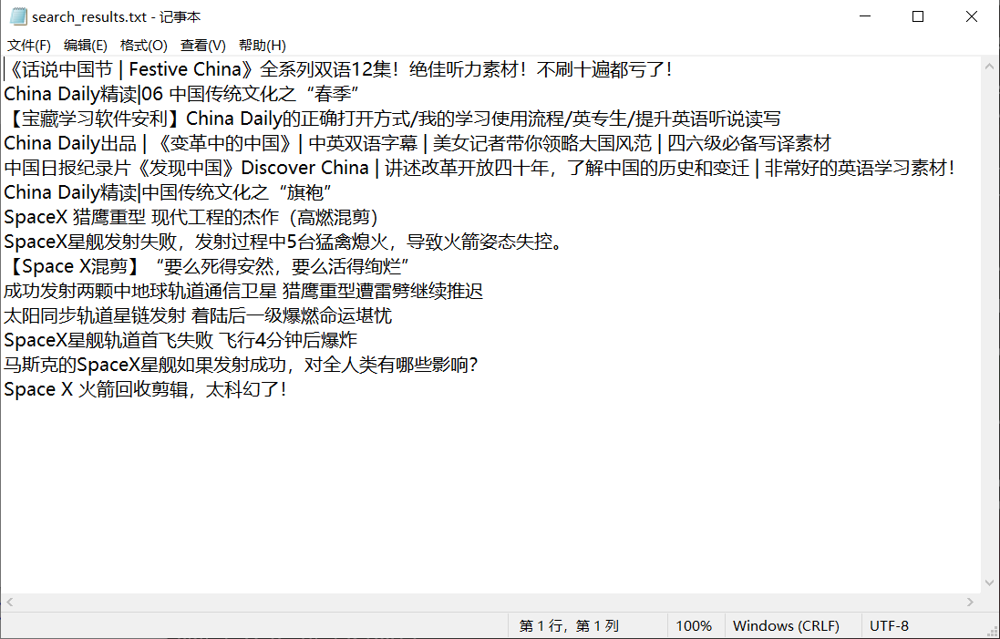 search_results.txt - 记事本
文件(F) 编辑(E) 格式(O) 查看(V) 帮助(H)
《话说中国节 | Festive China》全系列双语12集！绝佳听力素材！不刷十遍都亏了！
China Daily精读|06 中国传统文化之“春季”
【宝藏学习软件安利】China Daily的正确打开方式/我的学习使用流程/英专生/提升英语听说读写
China Daily出品 | 《变革中的中国》| 中英双语字幕 | 美女记者带你领略大国风范 | 四六级必备写译素材
中国日报纪录片《发现中国》Discover China | 讲述改革开放四十年，了解中国的历史和变迁 | 非常好的英语学习素材！
China Daily精读|中国传统文化之“旗袍”
SpaceX 猎鹰重型 现代工程的杰作（高燃混剪）
SpaceX星舰发射失败，发射过程中5台猛禽熄火，导致火箭姿态失控。
【Space X混剪】“要么死得安然，要么活得绚烂”
成功发射两颗中地球轨道通信卫星 猎鹰重型遭雷劈继续推迟
太阳同步轨道星链发射 着陆后一级爆燃命运堪忧
SpaceX星舰轨道首飞失败 飞行4分钟后爆炸
马斯克的SpaceX星舰如果发射成功，对全人类有哪些影响？
Space X 火箭回收剪辑，太科幻了！
第 1 行，第 1 列 100% Windows (CRLF) UTF-8